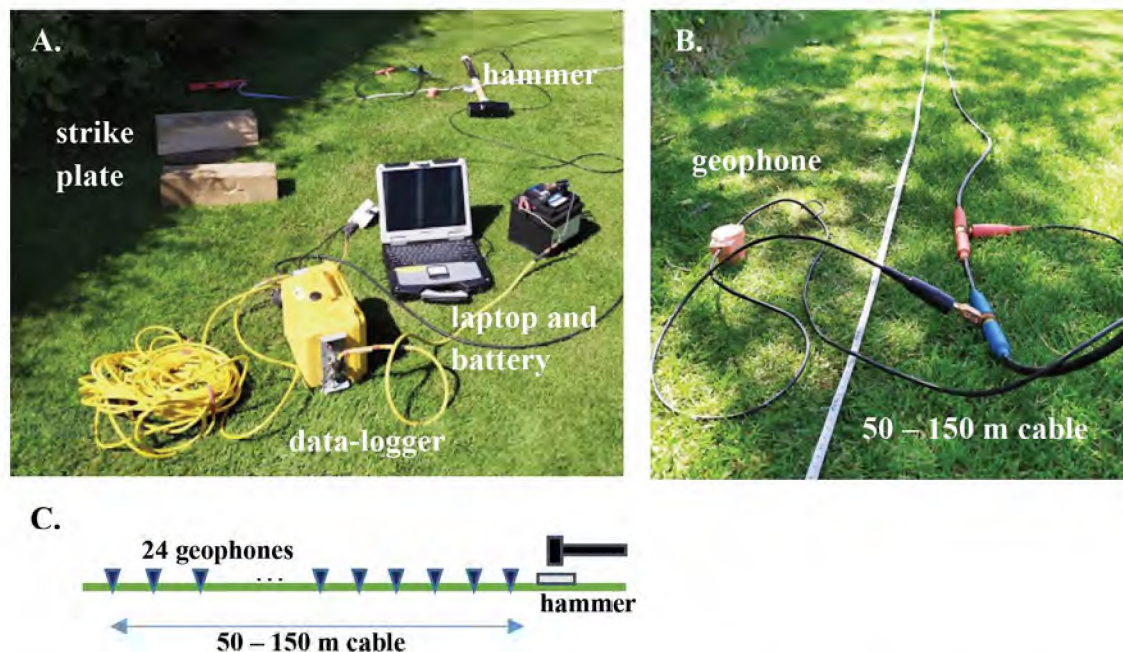 A.
hammer
strike
plate
laptop and
battery
data-logger
B.
geophone
50 – 150 m cable
C.
24 geophones
...
hammer
50 – 150 m cable